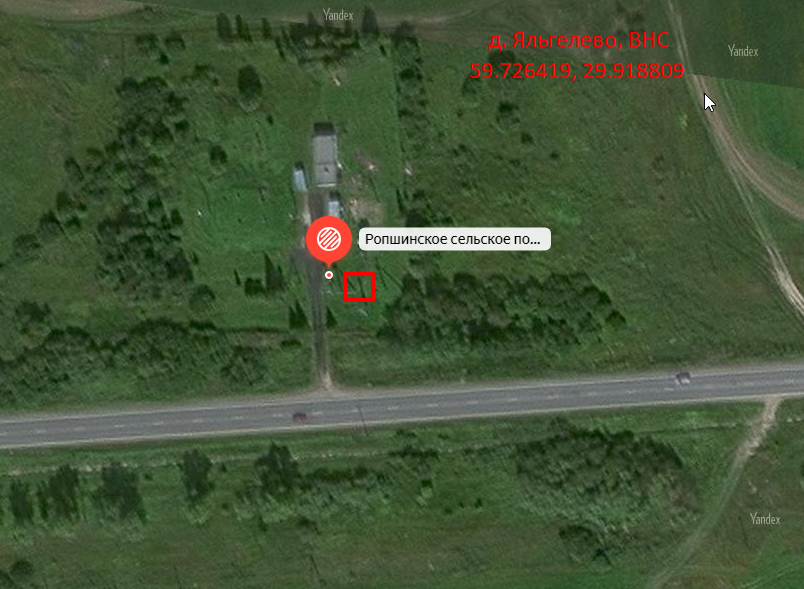 Yandex
д. Яльгелево, ВНС
Yandex
59.726419, 29.918809
Ропшинское сельское по...
Yandex